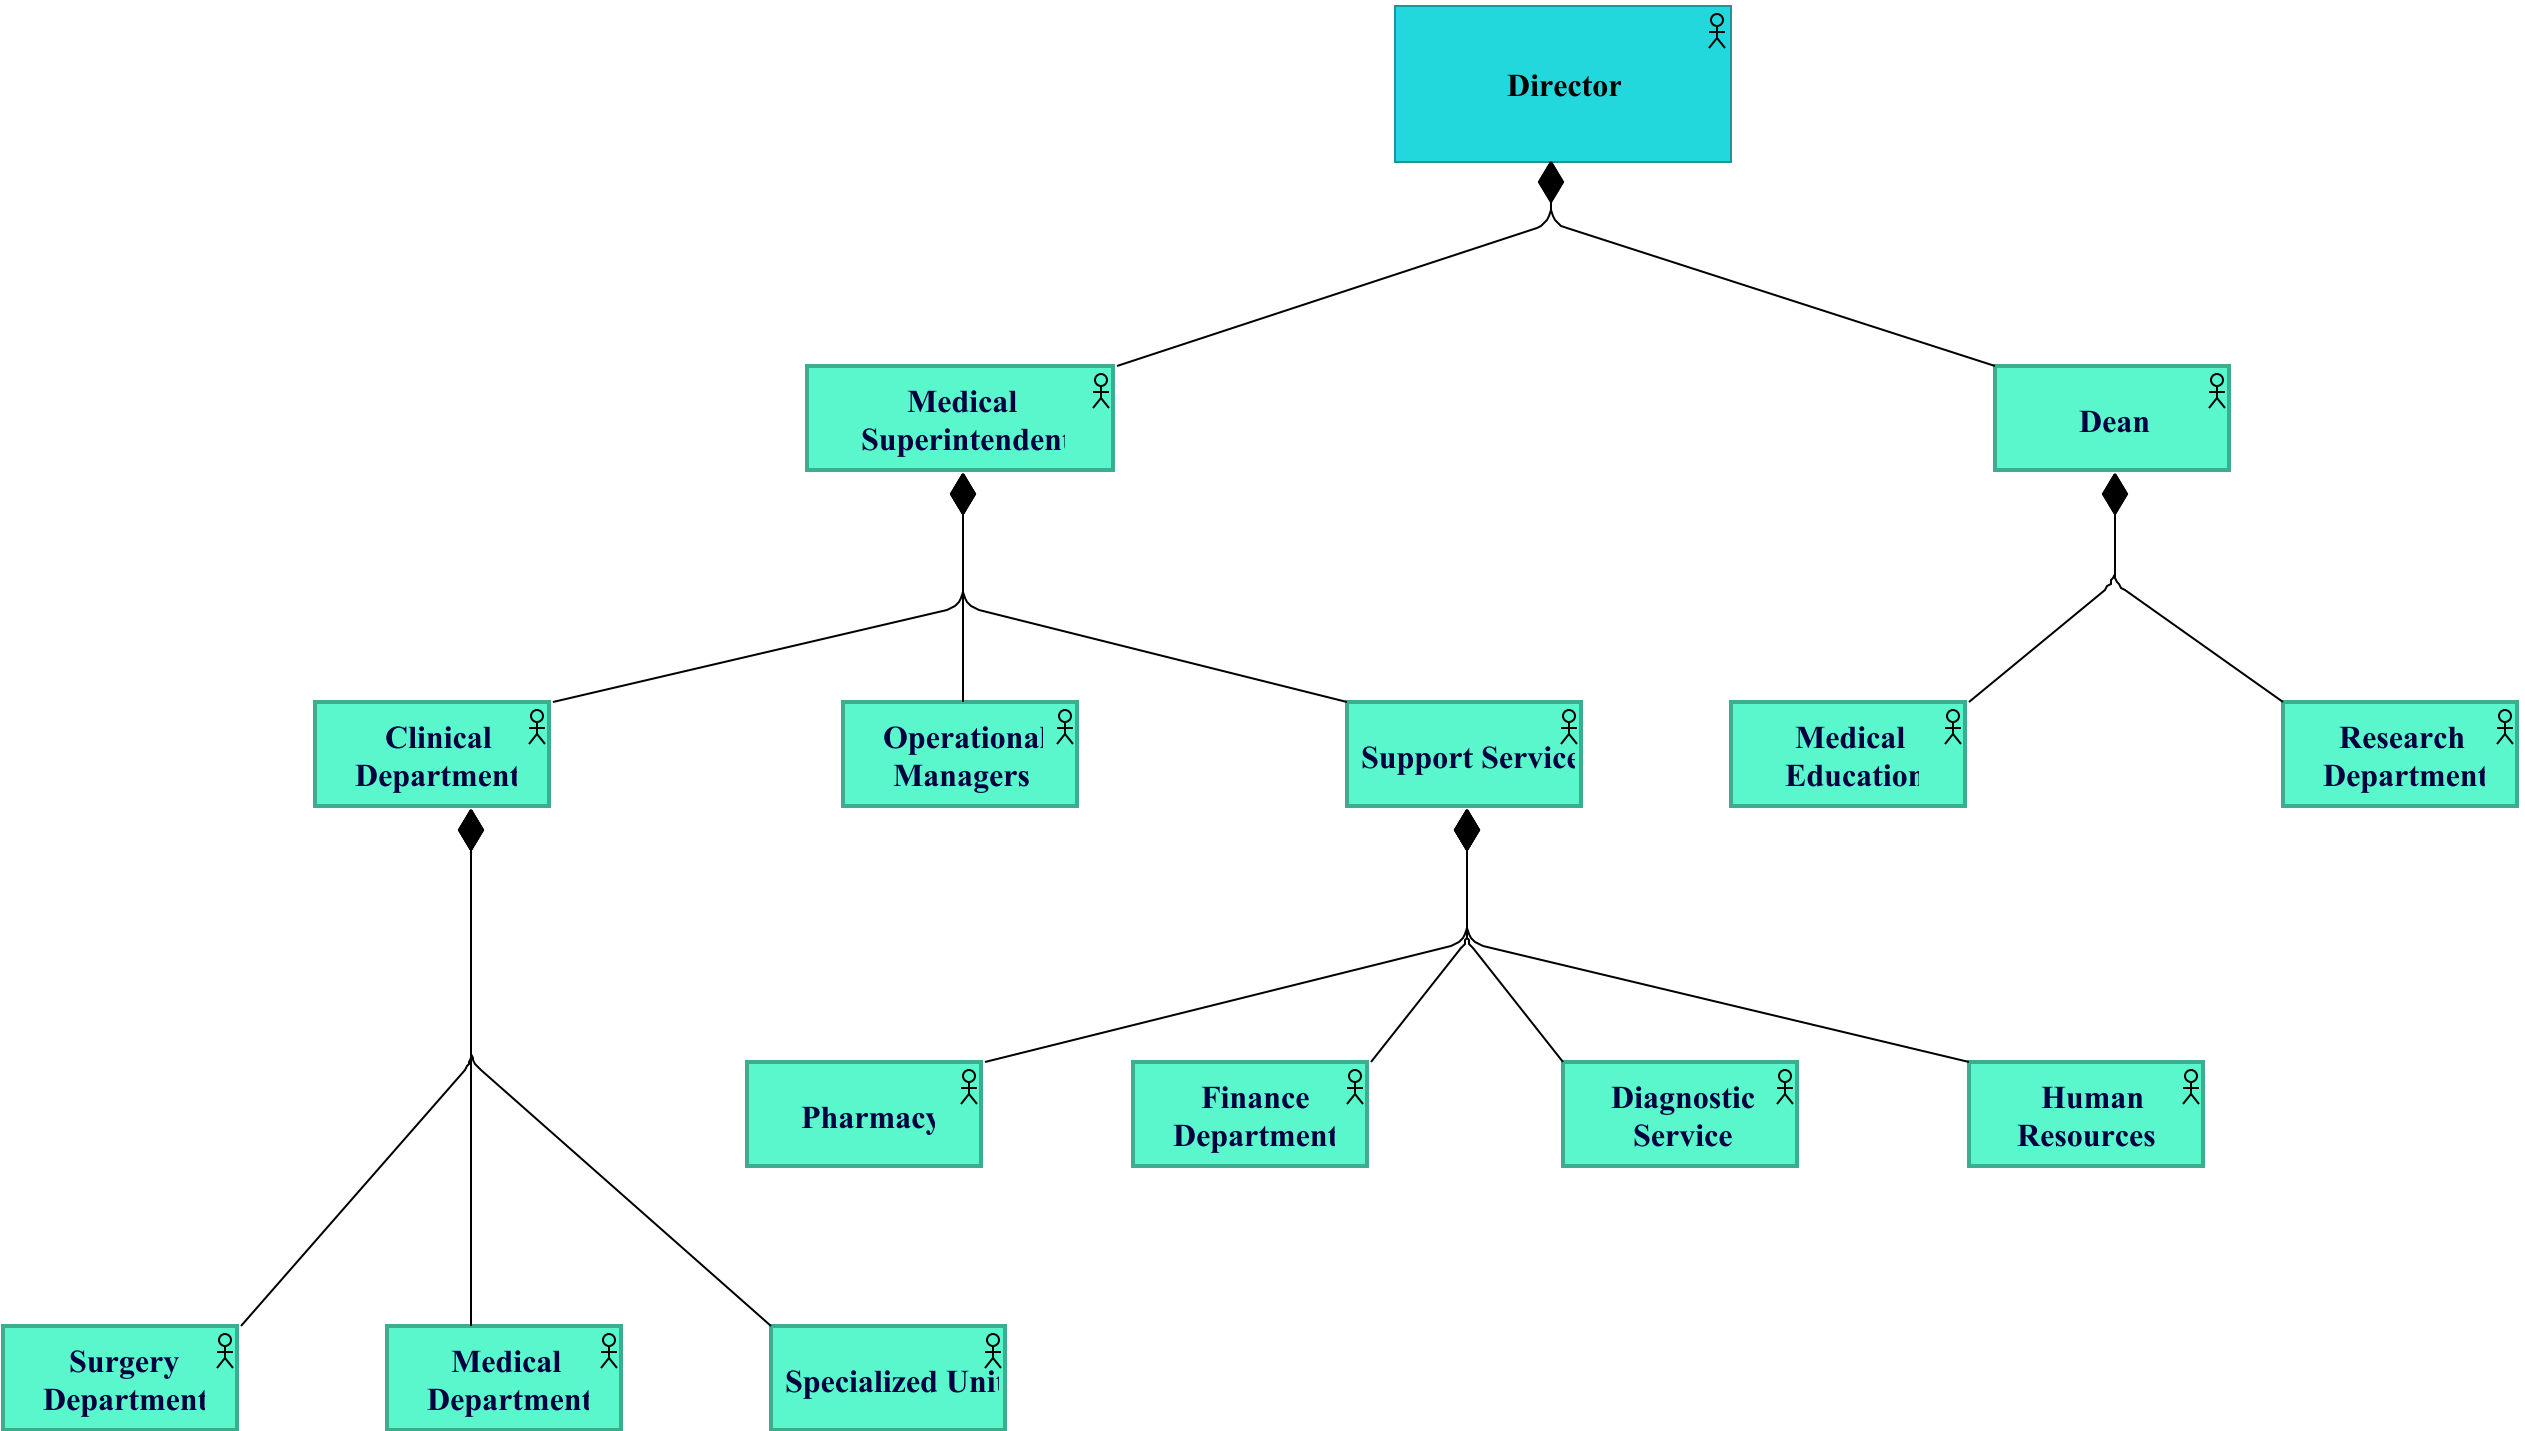 Director
Medical
Superintendent
Dean
Clinical
Department
Operational
Managers
Support Service
Medical
Education
Research
Department
Pharmacy
Finance
Department
Diagnostic
Service
Human
Resources
Surgery
Department
Medical
Department
Specialized Unit